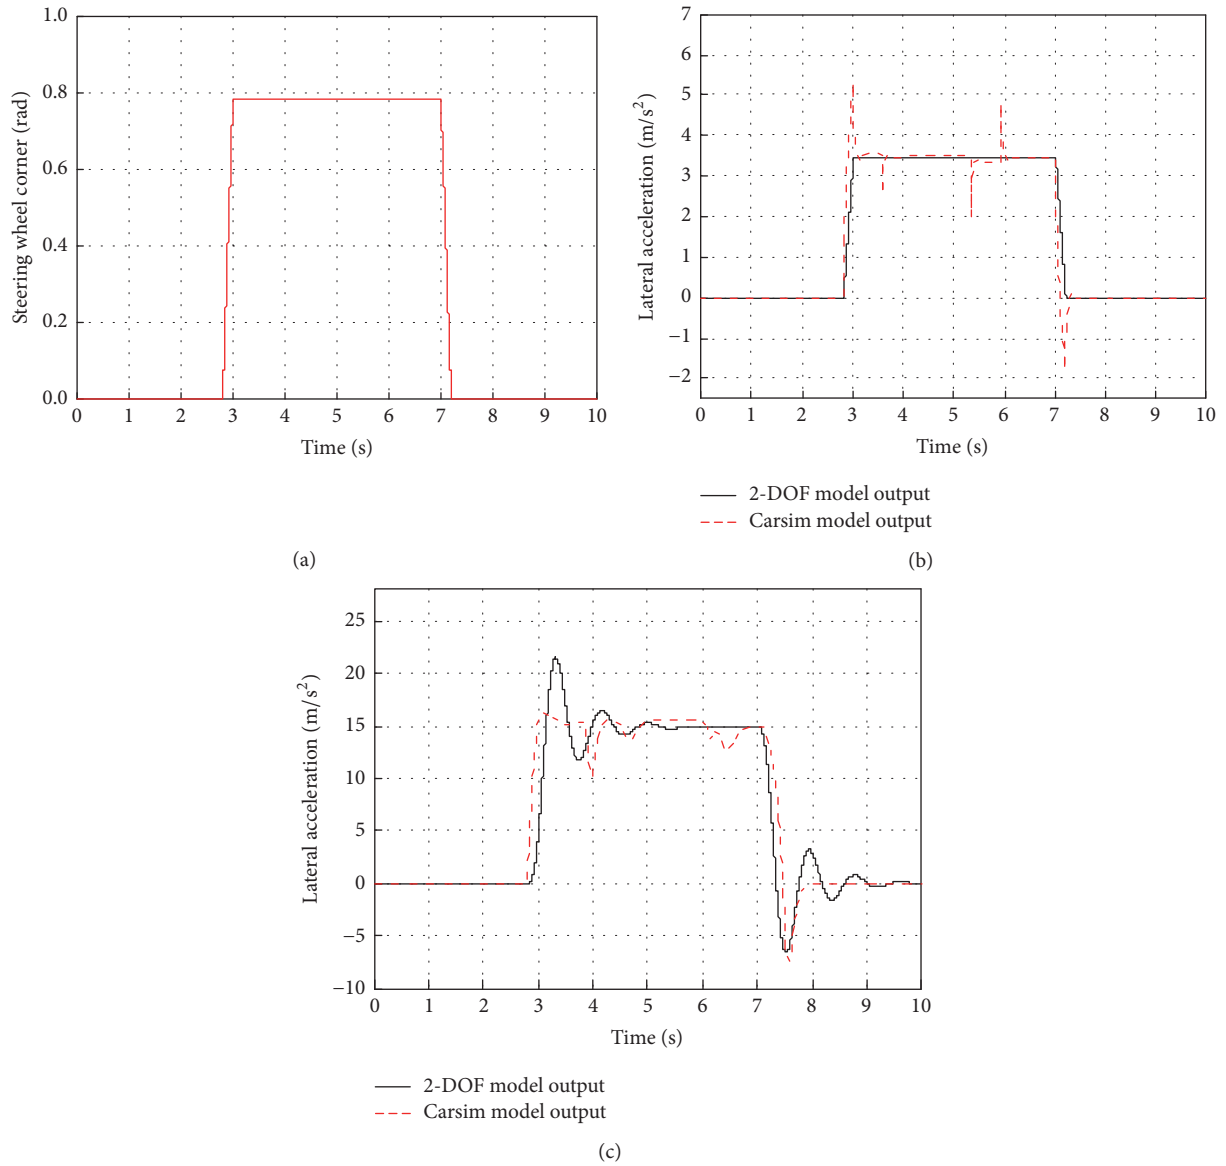 1.0
0.8
0.6
0.4
0.2
0.0
Steering wheel corner (rad)
0 1 2 3 4 5 6 7 8 9 10
Time (s)
(a)
7
6
5
4
3
2
1
0
−1
−2
Lateral acceleration (m/s²)
0 1 2 3 4 5 6 7 8 9 10
Time (s)
2-DOF model output
Carsim model output
(b)
25
20
15
10
5
0
−5
−10
Lateral acceleration (m/s²)
0 1 2 3 4 5 6 7 8 9 10
Time (s)
2-DOF model output
Carsim model output
(c)